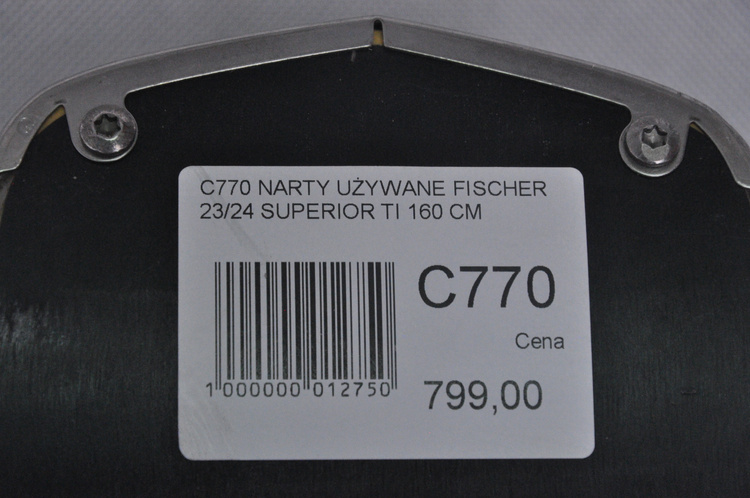 C770 NARTY UŻYWANE FISCHER
23/24 SUPERIOR TI 160 CM
C770
Cena
1 000000 012750
799,00